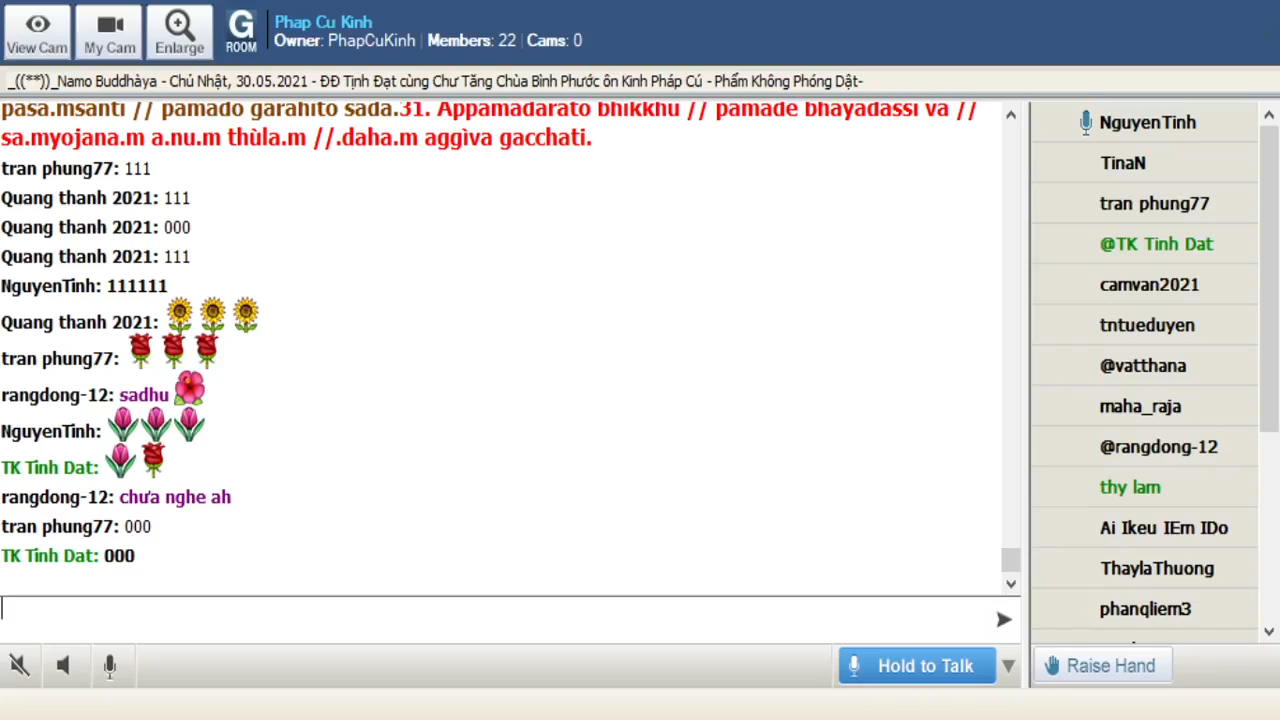 View Cam
My Cam
Enlarge
G
ROOM
Phap Cu Kinh
Owner: PhapCuKinh | Members: 22 | Cams: 0
_((**))_Namo Buddhàya - Chủ Nhật, 30.05.2021 - ĐĐ Tịnh Đạt cùng Chư Tăng Chùa Bình Phước ôn Kinh Pháp Cú - Phẩm Không Phóng Dật-
pasa.msanti // pamado garahito sada.31. Appamadarato bhikkhu // pamade bhayadassi va //
sa.myojana.m a.nu.m thùla.m //.daha.m aggìva gacchati.
tran phung77: 111
Quang thanh 2021: 111
Quang thanh 2021: 000
Quang thanh 2021: 111
NguyenTinh: 111111
Quang thanh 2021:
tran phung77:
rangdong-12: sadhu
NguyenTinh:
TK Tinh Dat:
rangdong-12: chưa nghe ah
tran phung77: 000
TK Tinh Dat: 000
NguyenTinh
TinaN
tran phung77
@TK Tinh Dat
camvan2021
tntueduyen
@vatthana
maha_raja
@rangdong-12
thy lam
Ai Ikeu IEm IDo
ThaylaThuong
phanqliem3
Hold to Talk
Raise Hand